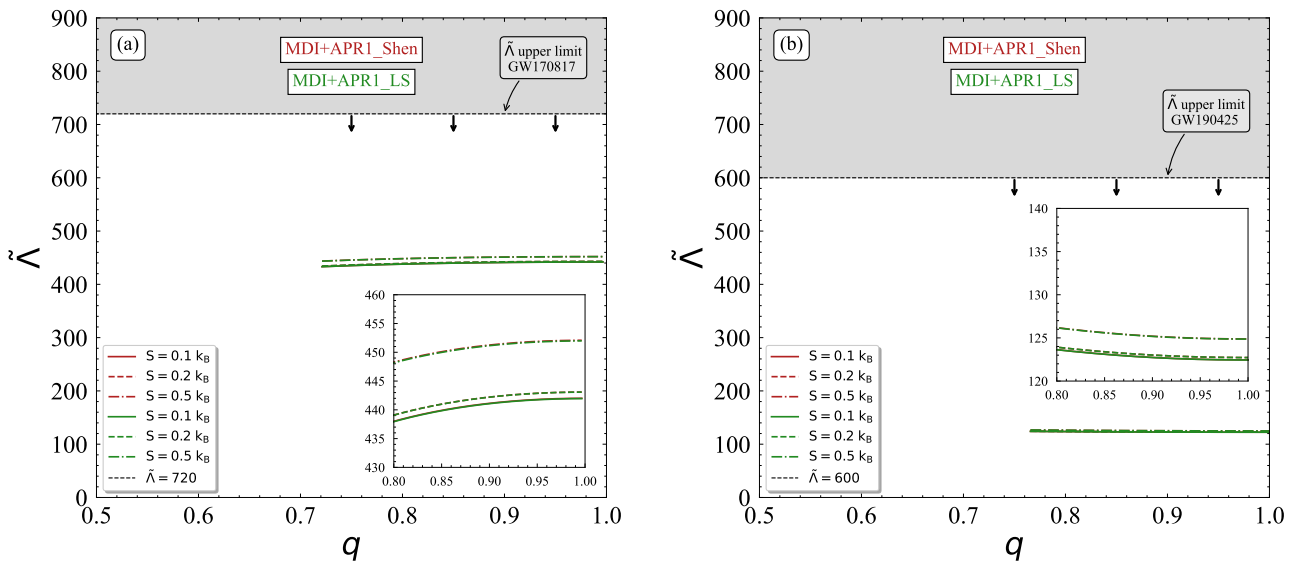 (a)
MDI+APR1_Shen
MDI+APR1_LS
Λ̃ upper limit
GW170817
900
800
700
600
500
400
300
200
100
0
Λ̃
0.5
0.6
0.7
0.8
0.9
1.0
q
S = 0.1 k_B
S = 0.2 k_B
S = 0.5 k_B
S = 0.1 k_B
S = 0.2 k_B
S = 0.5 k_B
Λ̃ = 720
460
455
450
445
440
435
430
0.80
0.85
0.90
0.95
1.00
(b)
MDI+APR1_Shen
MDI+APR1_LS
Λ̃ upper limit
GW190425
900
800
700
600
500
400
300
200
100
0
Λ̃
0.5
0.6
0.7
0.8
0.9
1.0
q
S = 0.1 k_B
S = 0.2 k_B
S = 0.5 k_B
S = 0.1 k_B
S = 0.2 k_B
S = 0.5 k_B
Λ̃ = 600
140
135
130
125
120
0.80
0.85
0.90
0.95
1.00